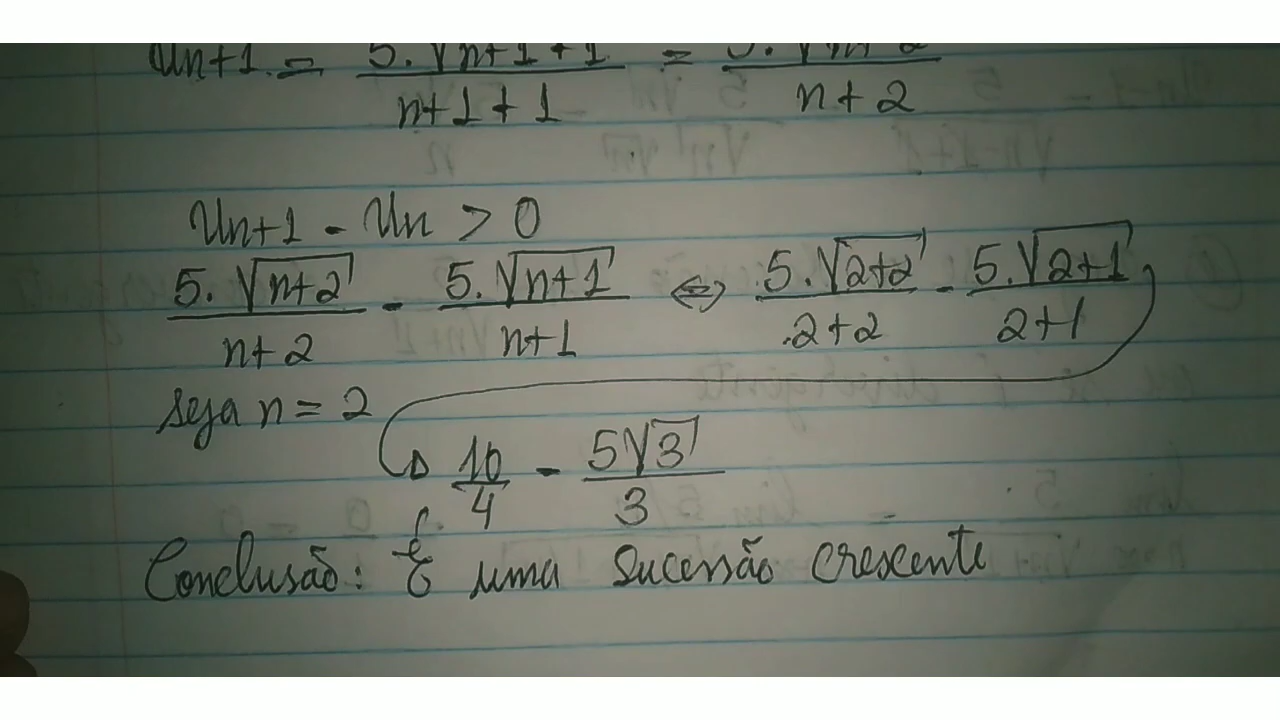 Un+1 = 5.√n+1+1 / n+1+1 = 5.√n+2 / n+2
Un+1 - Un > 0
5.√n+2 / n+2 - 5.√n+1 / n+1 ⇔ 5.√2+2 / 2+2 - 5.√2+1 / 2+1
seja n = 2
10/4 - 5√3 / 3
Conclusão: É uma sucessão crescente